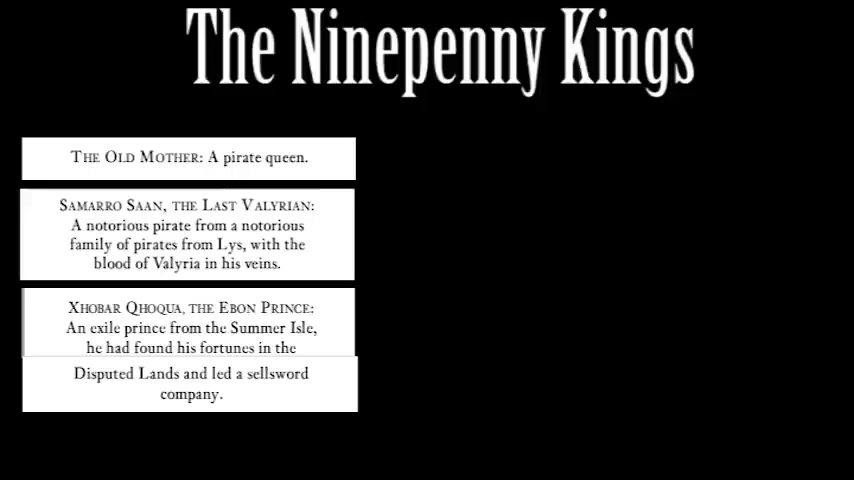 The Ninepenny Kings
THE OLD MOTHER: A pirate queen.
SAMARRO SAAN, THE LAST VALYRIAN:
A notorious pirate from a notorious
family of pirates from Lys, with the
blood of Valyria in his veins.
XHOBAR QHOQUA, THE EBON PRINCE:
An exile prince from the Summer Isle,
he had found his fortunes in the
Disputed Lands and led a sellsword
company.